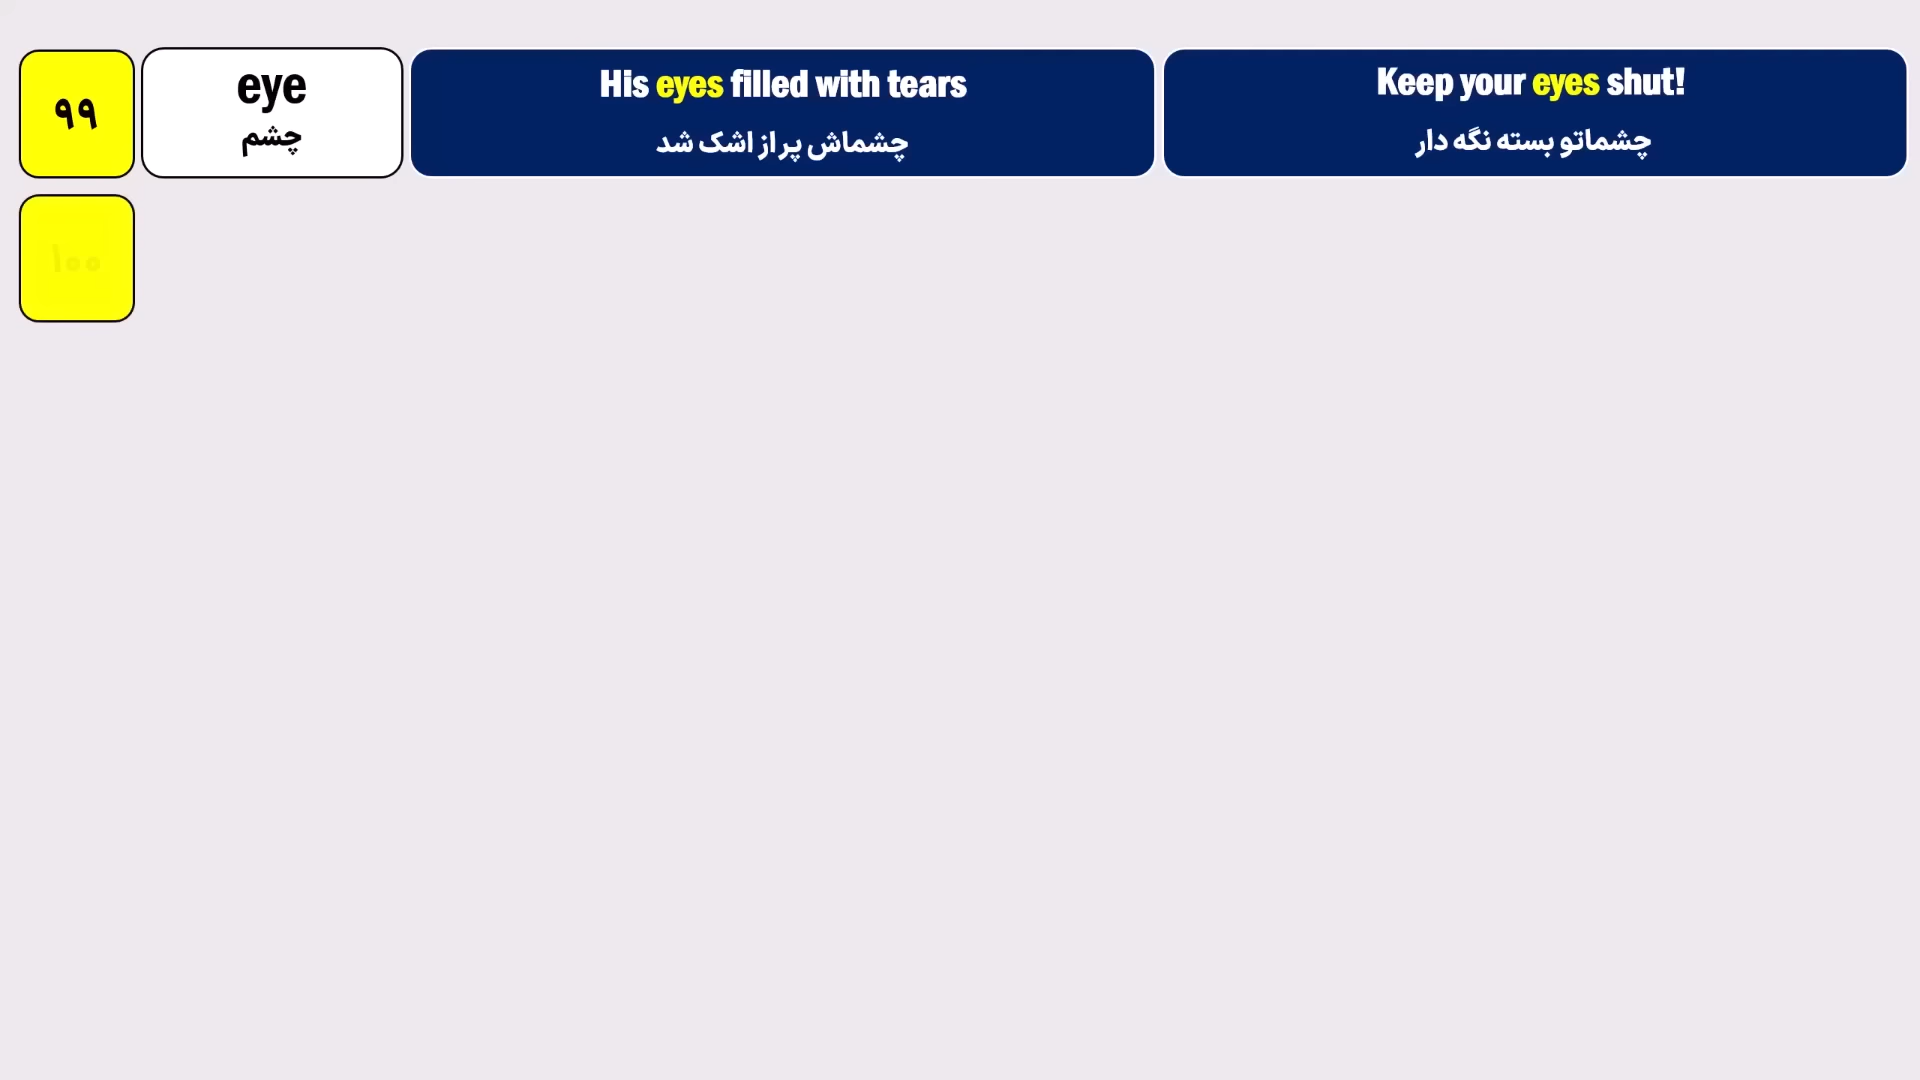 ۹۹
eye
چشم
His eyes filled with tears
چشماش پر از اشک شد
Keep your eyes shut!
چشماتو بسته نگه دار
۱۰۰